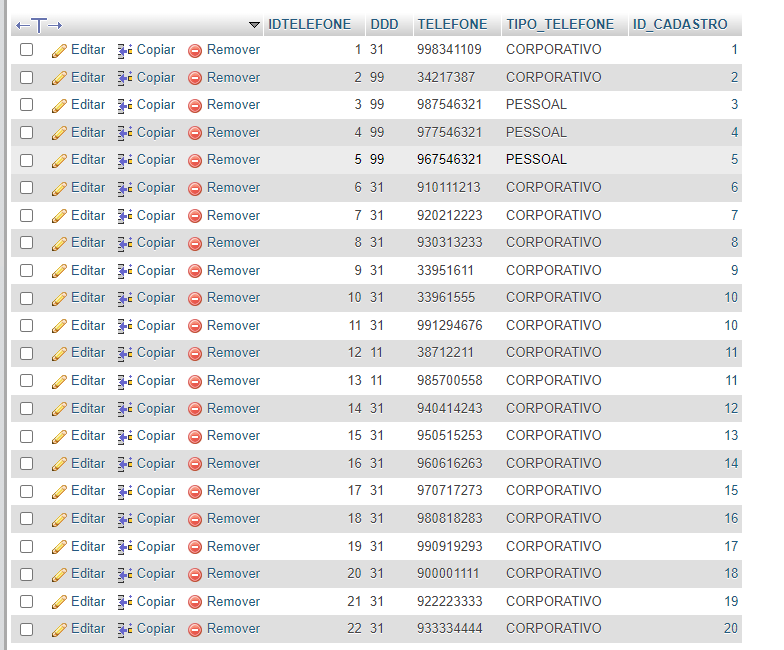 IDTELEFONE DDD TELEFONE TIPO_TELEFONE ID_CADASTRO
Editar Copiar Remover 1 31 998341109 CORPORATIVO 1
Editar Copiar Remover 2 99 34217387 CORPORATIVO 2
Editar Copiar Remover 3 99 987546321 PESSOAL 3
Editar Copiar Remover 4 99 977546321 PESSOAL 4
Editar Copiar Remover 5 99 967546321 PESSOAL 5
Editar Copiar Remover 6 31 910111213 CORPORATIVO 6
Editar Copiar Remover 7 31 920212223 CORPORATIVO 7
Editar Copiar Remover 8 31 930313233 CORPORATIVO 8
Editar Copiar Remover 9 31 33951611 CORPORATIVO 9
Editar Copiar Remover 10 31 33961555 CORPORATIVO 10
Editar Copiar Remover 11 31 991294676 CORPORATIVO 10
Editar Copiar Remover 12 11 38712211 CORPORATIVO 11
Editar Copiar Remover 13 11 985700558 CORPORATIVO 11
Editar Copiar Remover 14 31 940414243 CORPORATIVO 12
Editar Copiar Remover 15 31 950515253 CORPORATIVO 13
Editar Copiar Remover 16 31 960616263 CORPORATIVO 14
Editar Copiar Remover 17 31 970717273 CORPORATIVO 15
Editar Copiar Remover 18 31 980818283 CORPORATIVO 16
Editar Copiar Remover 19 31 990919293 CORPORATIVO 17
Editar Copiar Remover 20 31 900001111 CORPORATIVO 18
Editar Copiar Remover 21 31 922223333 CORPORATIVO 19
Editar Copiar Remover 22 31 933334444 CORPORATIVO 20